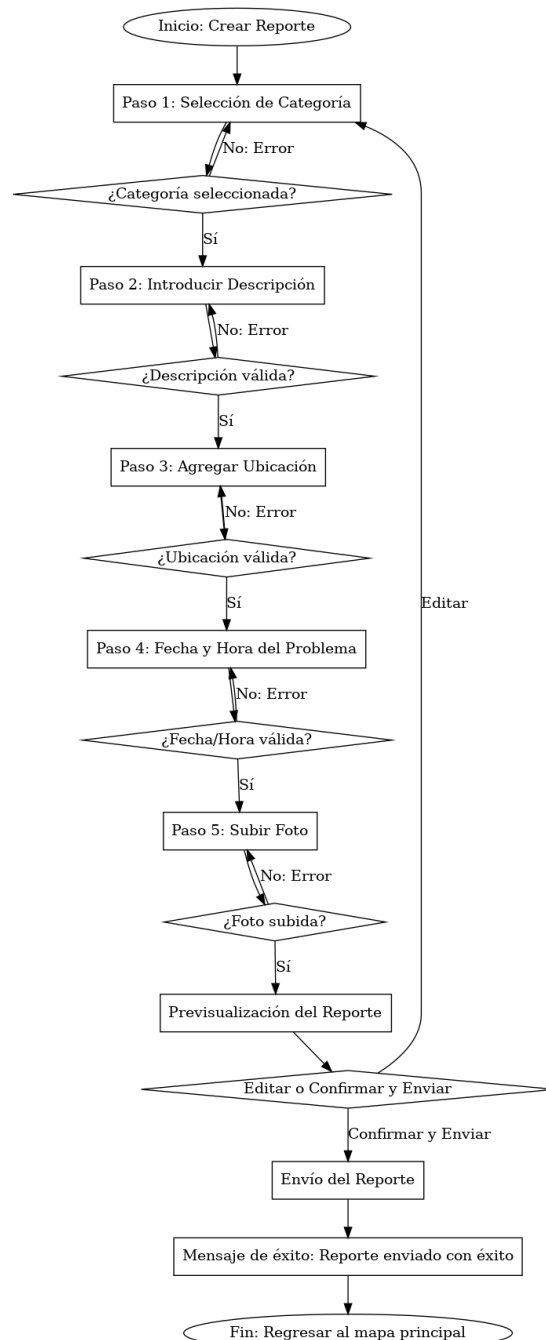 Inicio: Crear Reporte
Paso 1: Selección de Categoría
No: Error
¿Categoría seleccionada?
Sí
Paso 2: Introducir Descripción
No: Error
¿Descripción válida?
Sí
Paso 3: Agregar Ubicación
No: Error
¿Ubicación válida?
Sí
Editar
Paso 4: Fecha y Hora del Problema
No: Error
¿Fecha/Hora válida?
Sí
Paso 5: Subir Foto
No: Error
¿Foto subida?
Sí
Previsualización del Reporte
Editar o Confirmar y Enviar
Confirmar y Enviar
Envío del Reporte
Mensaje de éxito: Reporte enviado con éxito
Fin: Regresar al mapa principal